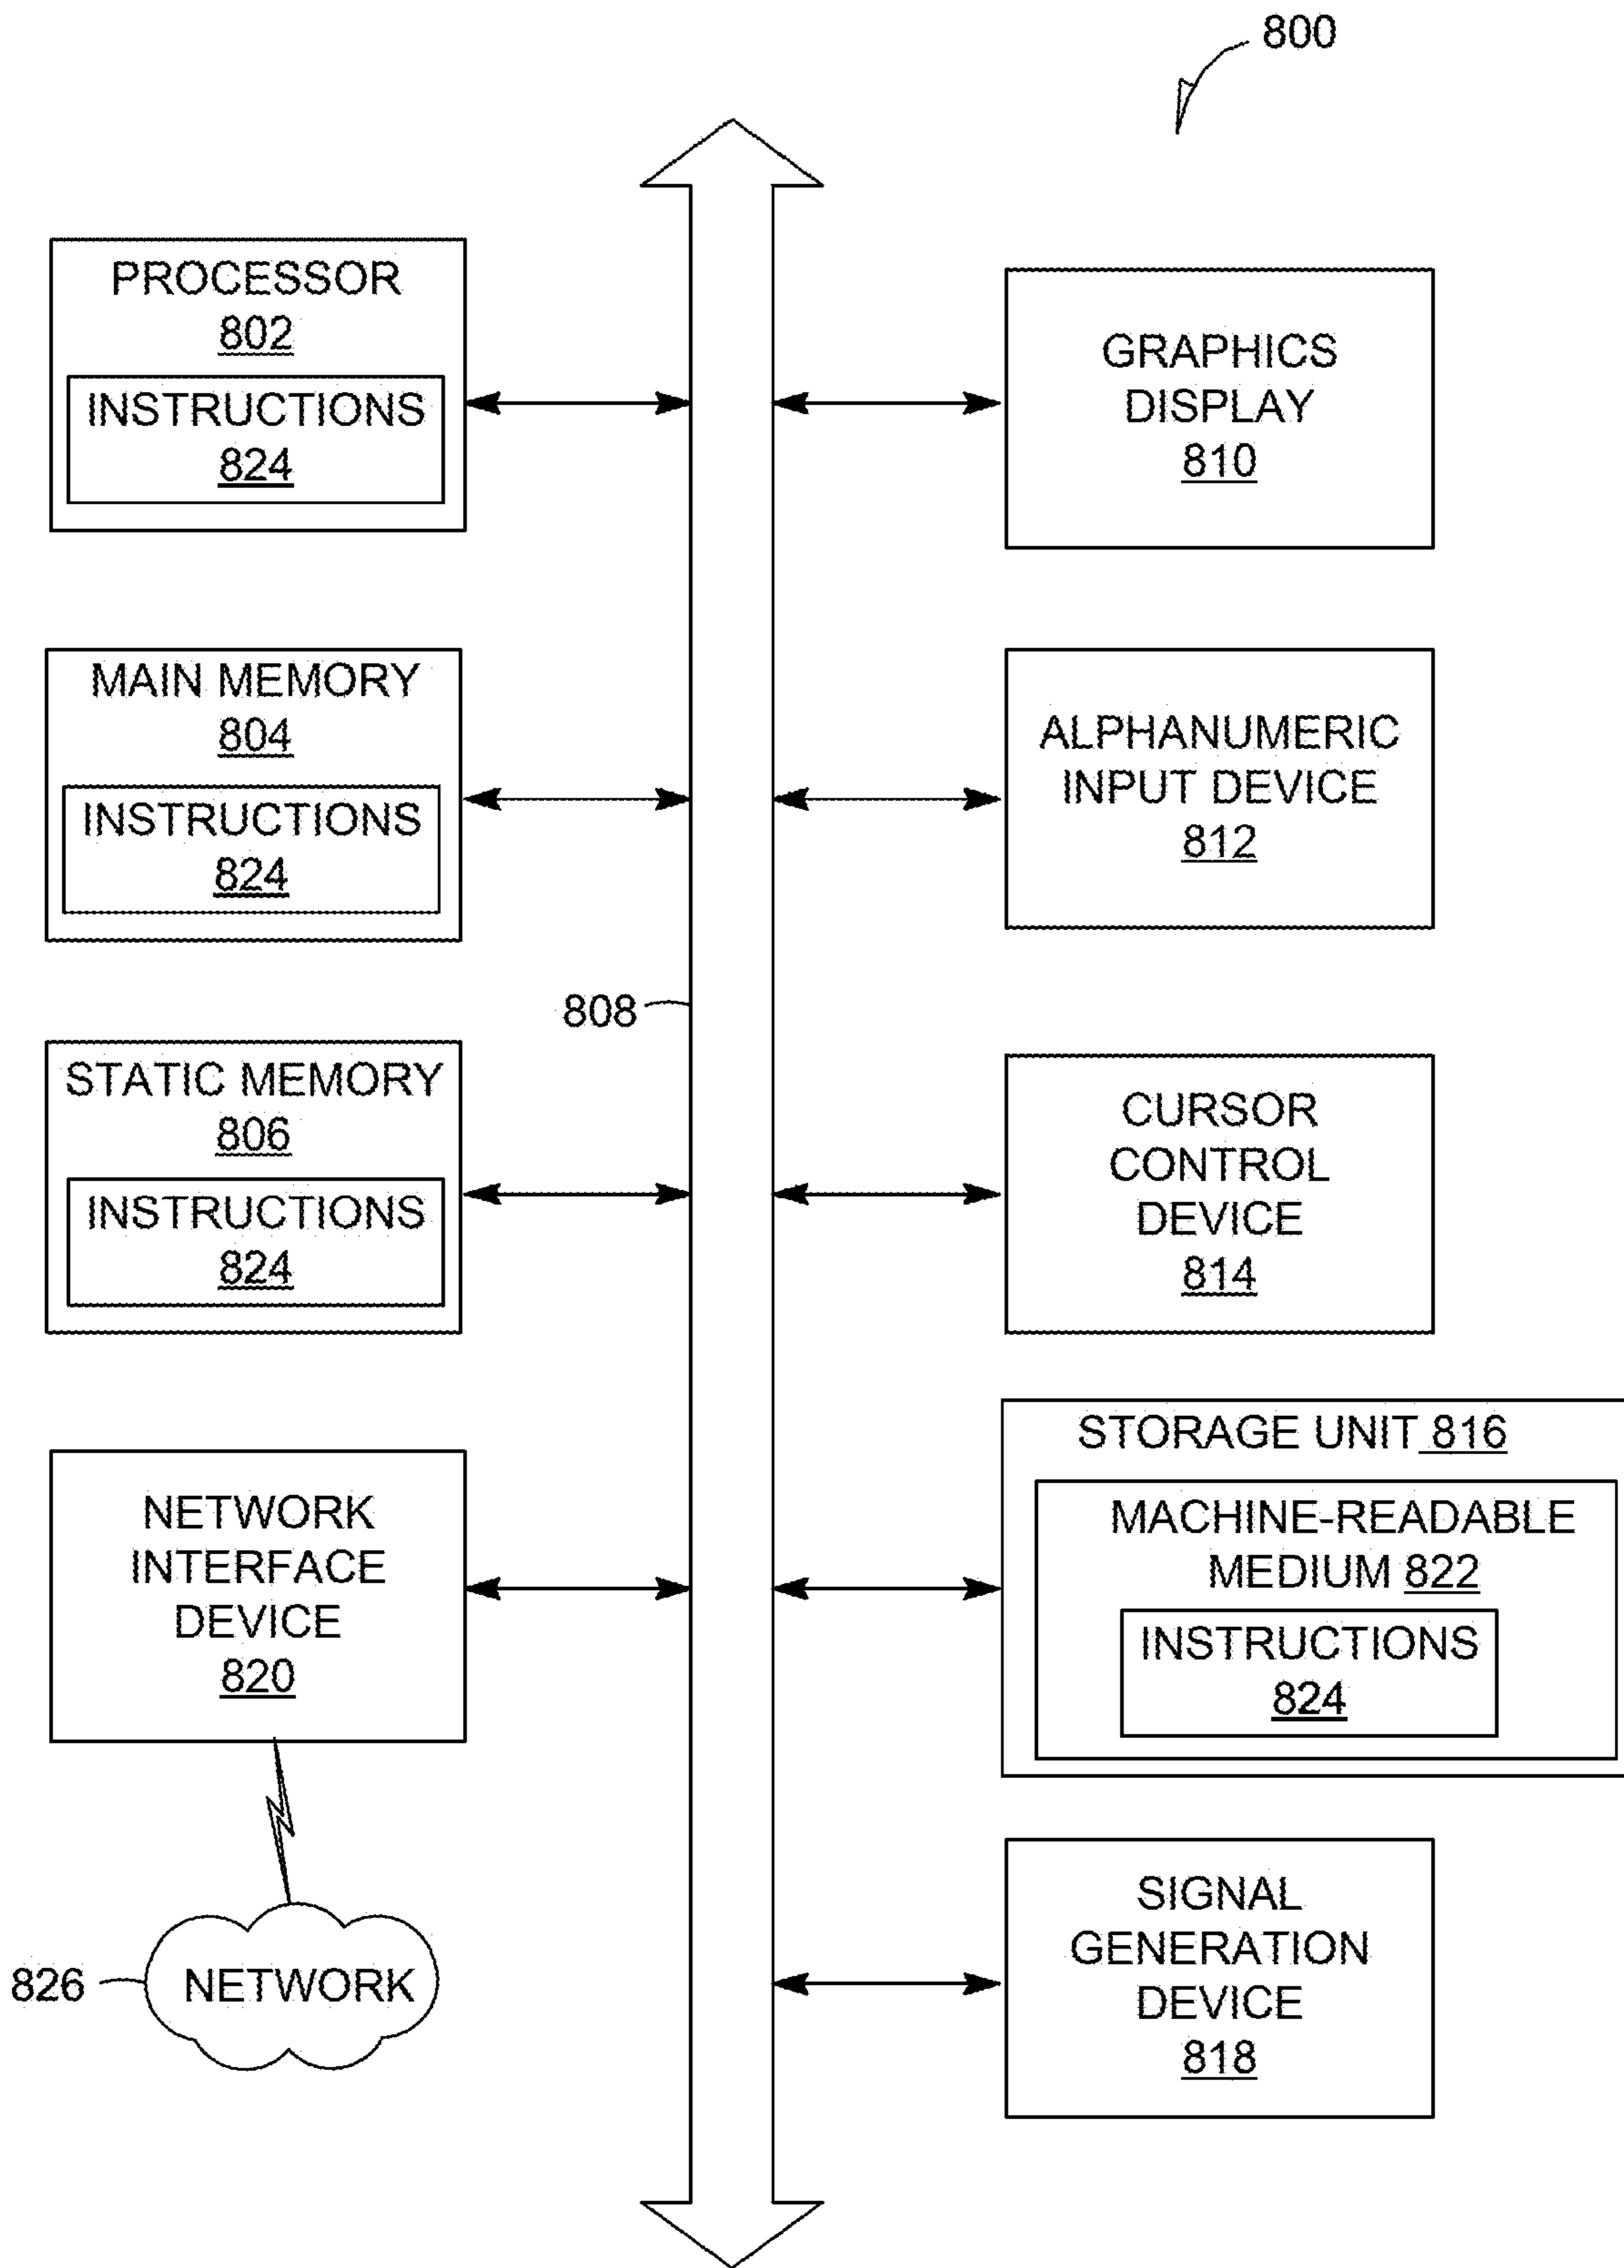 800
PROCESSOR
802
INSTRUCTIONS
824
GRAPHICS
DISPLAY
810
MAIN MEMORY
804
INSTRUCTIONS
824
ALPHANUMERIC
INPUT DEVICE
812
808
STATIC MEMORY
806
INSTRUCTIONS
824
CURSOR
CONTROL
DEVICE
814
NETWORK
INTERFACE
DEVICE
820
STORAGE UNIT 816
MACHINE-READABLE
MEDIUM 822
INSTRUCTIONS
824
826
NETWORK
SIGNAL
GENERATION
DEVICE
818